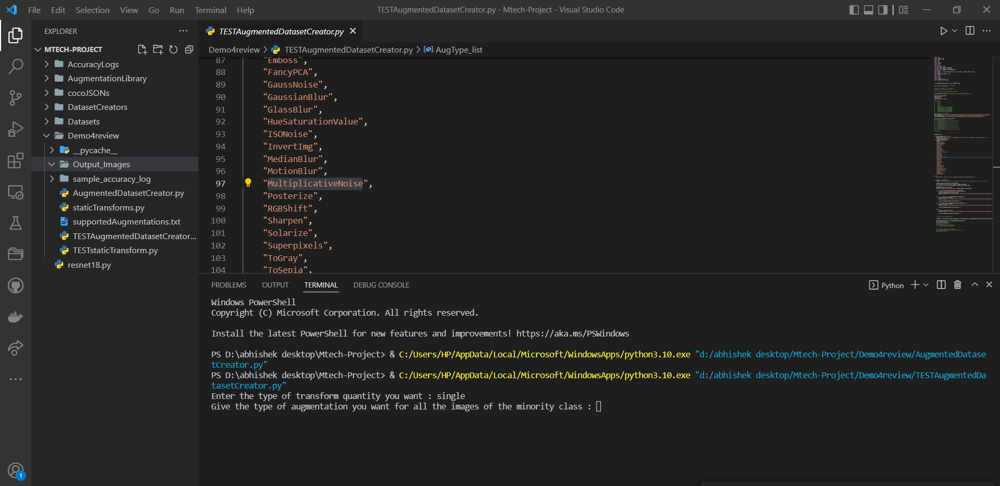 File Edit Selection View Go Run Terminal Help
TESTAugmentedDatasetCreator.py - Mtech-Project - Visual Studio Code
EXPLORER
MTECH-PROJECT
AccuracyLogs
AugmentationLibrary
cocoJSONs
DatasetCreators
Datasets
Demo4review
__pycache__
Output_Images
sample_accuracy_log
AugmentedDatasetCreator.py
staticTransforms.py
supportedAugmentations.txt
TESTAugmentedDatasetCreator...
TESTstaticTransform.py
resnet18.py
1
TESTAugmentedDatasetCreator.py
Demo4review > TESTAugmentedDatasetCreator.py > AugType_list
87 "Emboss",
88 "FancyPCA",
89 "GaussNoise",
90 "GaussianBlur",
91 "GlassBlur",
92 "HueSaturationValue",
93 "ISONoise",
94 "InvertImg",
95 "MedianBlur",
96 "MotionBlur",
97 "MultiplicativeNoise",
98 "Posterize",
99 "RGBShift",
100 "Sharpen",
101 "Solarize",
102 "Superpixels",
103 "ToGray",
104 "ToSepia",
PROBLEMS OUTPUT TERMINAL DEBUG CONSOLE
Python
Windows PowerShell
Copyright (C) Microsoft Corporation. All rights reserved.
Install the latest PowerShell for new features and improvements! https://aka.ms/PSWindows
PS D:\abhishek desktop\Mtech-Project> & C:/Users/HP/AppData/Local/Microsoft/WindowsApps/python3.10.exe "d:/abhishek desktop/Mtech-Project/Demo4review/AugmentedDatase
tCreator.py"
PS D:\abhishek desktop\Mtech-Project> & C:/Users/HP/AppData/Local/Microsoft/WindowsApps/python3.10.exe "d:/abhishek desktop/Mtech-Project/Demo4review/TESTAugmentedDa
tasetCreator.py"
Enter the type of transform quantity you want : single
Give the type of augmentation you want for all the images of the minority class :